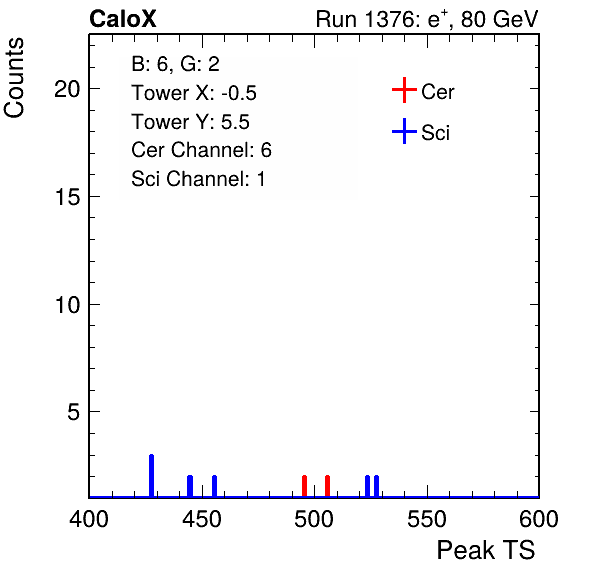 CaloX Run 1376: e⁺, 80 GeV
Counts
B: 6, G: 2
Tower X: -0.5
Tower Y: 5.5
Cer Channel: 6
Sci Channel: 1
Cer
Sci
20
15
10
5
400 450 500 550 600
Peak TS